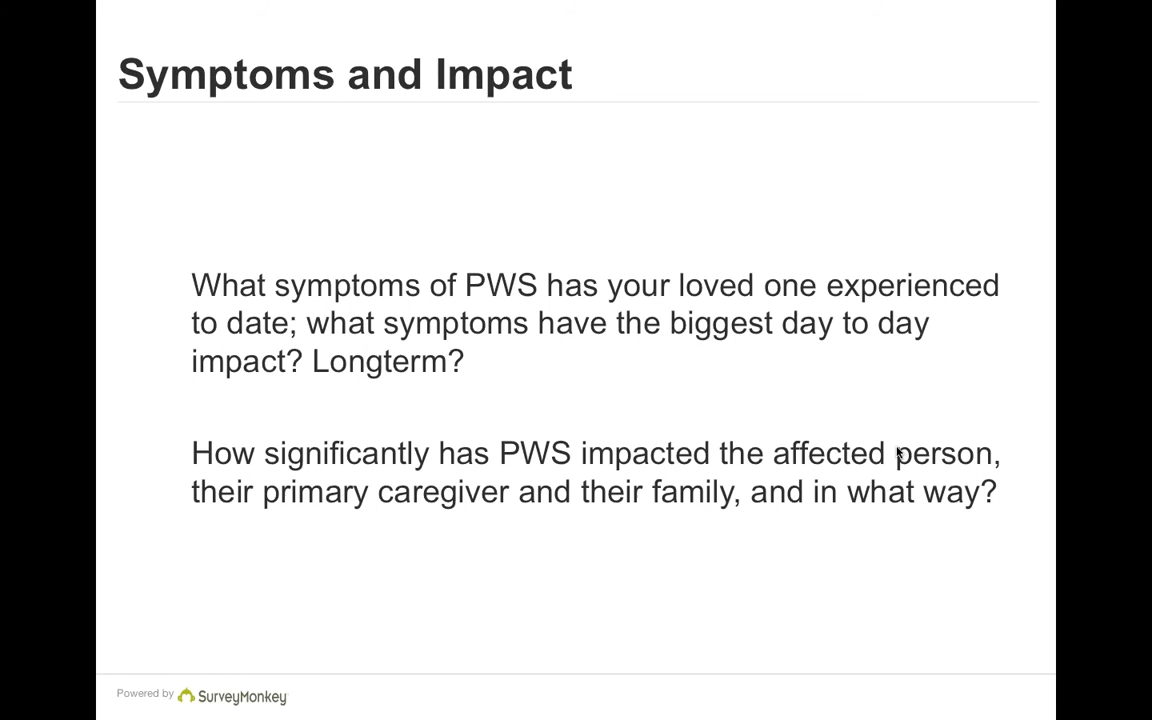 Symptoms and Impact
What symptoms of PWS has your loved one experienced
to date; what symptoms have the biggest day to day
impact? Longterm?
How significantly has PWS impacted the affected person,
their primary caregiver and their family, and in what way?
Powered by SurveyMonkey